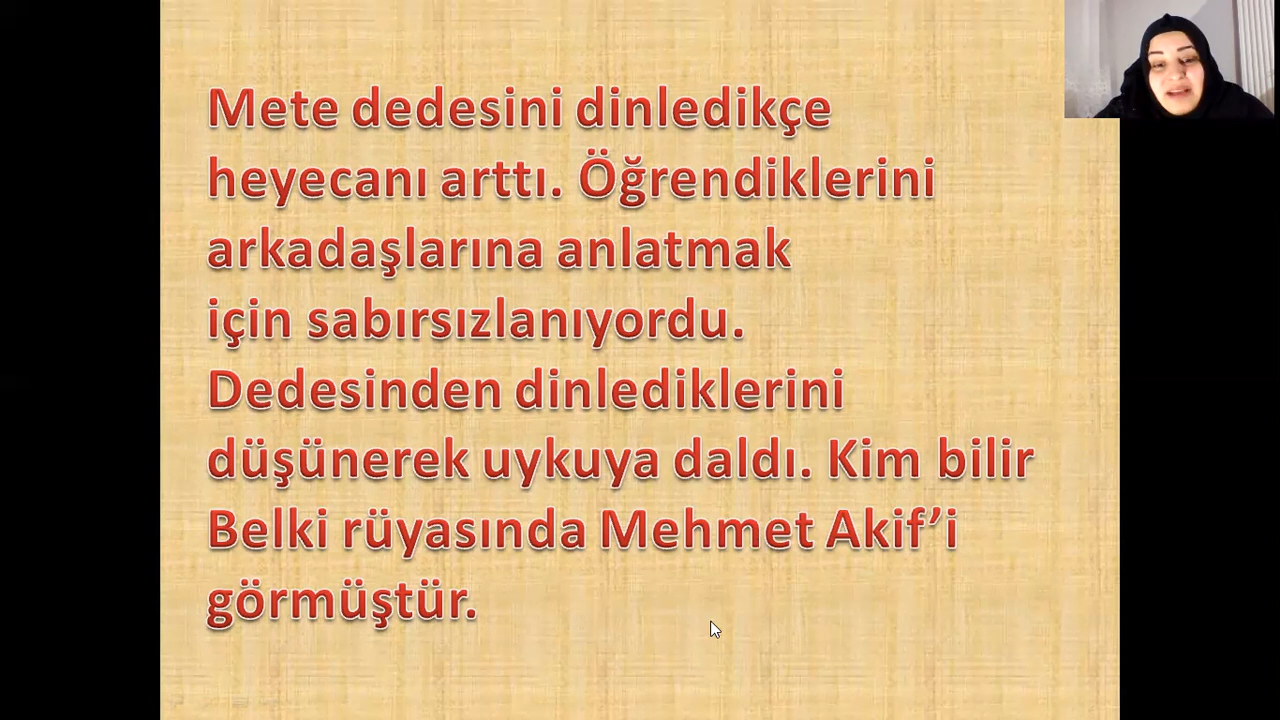 Mete dedesini dinledikçe
heyecanı arttı. Öğrendiklerini
arkadaşlarına anlatmak
için sabırsızlanıyordu.
Dedesinden dinlediklerini
düşünerek uykuya daldı. Kim bilir
Belki rüyasında Mehmet Akif’i
görmüştür.